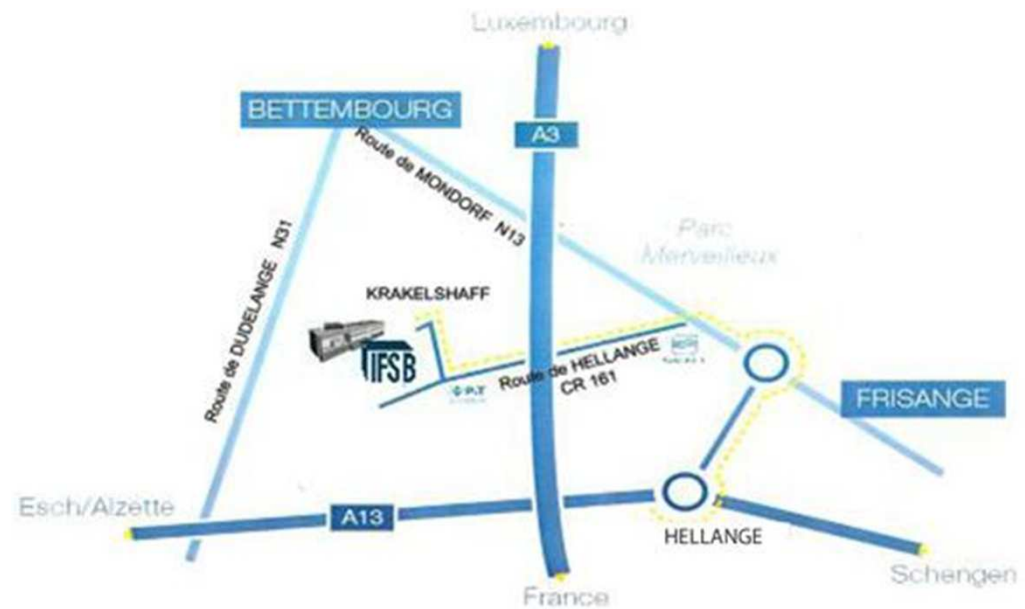 Luxembourg
BETTEMBOURG
A3
Route de MONDORF N13
Parc
Merveilleux
Route de DUDELANGE N31
KRAKELSHAFF
IFSB
Route de HELLANGE
CR 161
P&T
FRISANGE
Esch/Alzette
A13
HELLANGE
Schengen
France